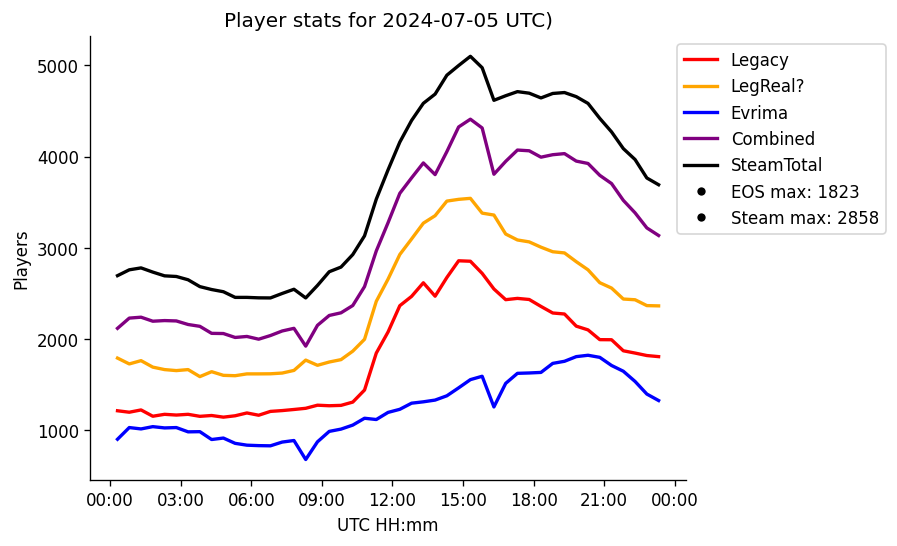 Player stats for 2024-07-05 UTC)
Players
5000
4000
3000
2000
1000
00:00 03:00 06:00 09:00 12:00 15:00 18:00 21:00 00:00
UTC HH:mm
Legacy
LegReal?
Evrima
Combined
SteamTotal
EOS max: 1823
Steam max: 2858